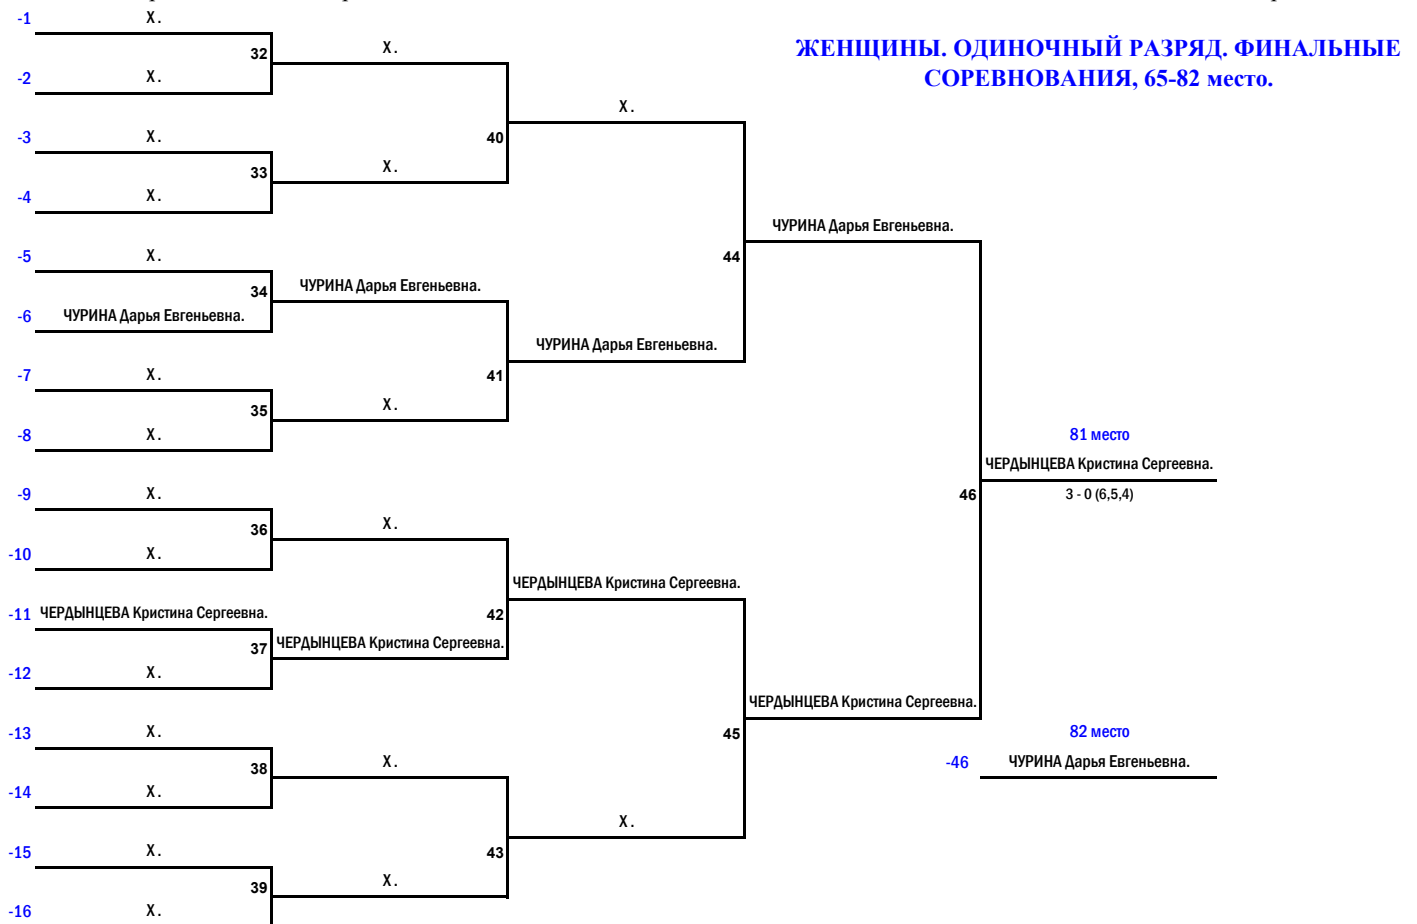 ЖЕНЩИНЫ. ОДИНОЧНЫЙ РАЗРЯД. ФИНАЛЬНЫЕ
СОРЕВНОВАНИЯ, 65-82 место.
-1 X .
32 X .
-2 X .
X .
-3 X .
40
33 X .
-4 X .
ЧУРИНА Дарья Евгеньевна.
-5 X .
44
34 ЧУРИНА Дарья Евгеньевна.
-6 ЧУРИНА Дарья Евгеньевна.
ЧУРИНА Дарья Евгеньевна.
-7 X .
41
35 X .
-8 X .
81 место
ЧЕРДЫНЦЕВА Кристина Сергеевна.
-9 X .
46
3 - 0 (6,5,4)
36 X .
-10 X .
ЧЕРДЫНЦЕВА Кристина Сергеевна.
-11 ЧЕРДЫНЦЕВА Кристина Сергеевна.
42
37 ЧЕРДЫНЦЕВА Кристина Сергеевна.
-12 X .
ЧЕРДЫНЦЕВА Кристина Сергеевна.
-13 X .
45
82 место
38 X .
-46 ЧУРИНА Дарья Евгеньевна.
-14 X .
X .
-15 X .
43
39 X .
-16 X .